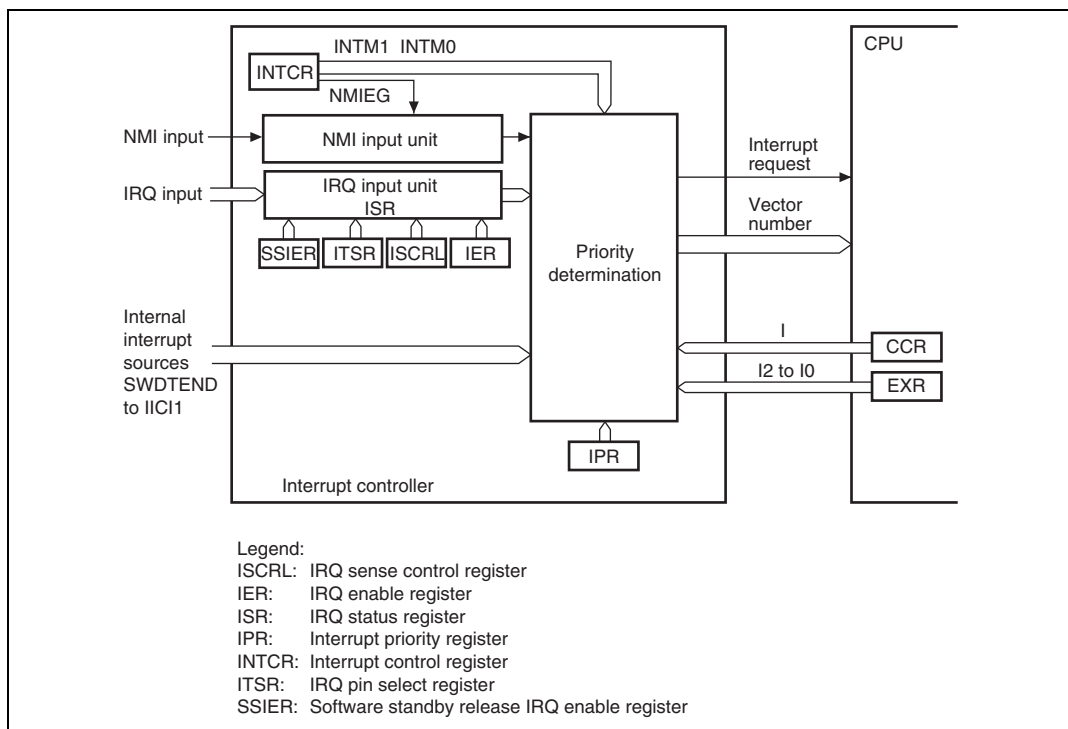 CPU
INTM1 INTM0
INTCR
NMIEG
NMI input
NMI input unit
IRQ input
IRQ input unit
ISR
SSIER
ITSR
ISCRL
IER
Priority
determination
Interrupt
request
Vector
number
Internal
interrupt
sources
SWDTEND
to IICI1
I
CCR
I2 to I0
EXR
IPR
Interrupt controller
Legend:
ISCRL: IRQ sense control register
IER: IRQ enable register
ISR: IRQ status register
IPR: Interrupt priority register
INTCR: Interrupt control register
ITSR: IRQ pin select register
SSIER: Software standby release IRQ enable register